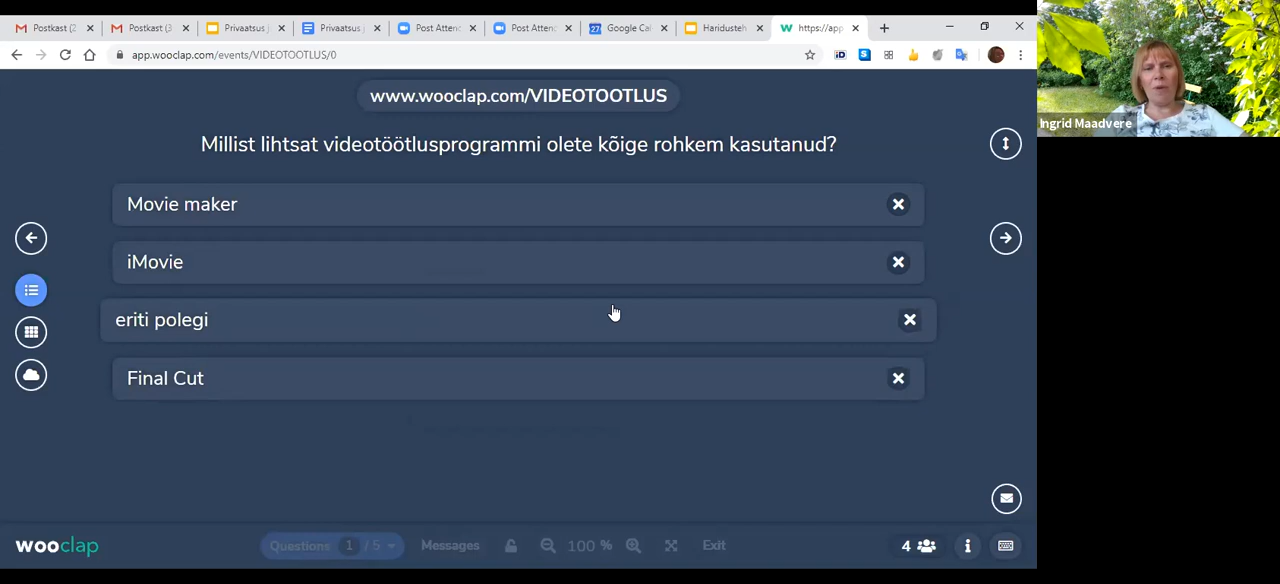 Postkast (2
Postkast (3
Privaatsus j
Privaatsus j
Post Attend
Post Attend
Google Cal
Haridusteh
https://app
app.wooclap.com/events/VIDEOTOOTLUS/0
www.wooclap.com/VIDEOTOOTLUS
Ingrid Maadvere
Millist lihtsat videotöötlusprogrammi olete kõige rohkem kasutanud?
Movie maker
iMovie
eriti polegi
Final Cut
wooclap
Questions 1 / 5
Messages
100 %
Exit
4